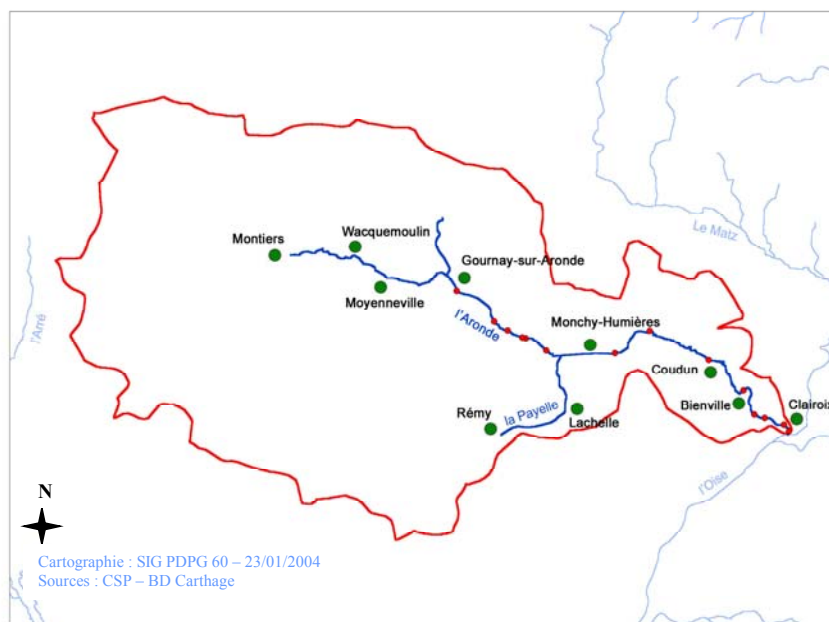 Le Matz
Wacquemoulin
Montiers
Gournay-sur-Aronde
l'Arré
Moyenneville
l'Aronde
Monchy-Humières
Coudun
Bienville
Clairoix
Rémy
la Payelle
Lachelle
l'Oise
N
Cartographie : SIG PDPG 60 – 23/01/2004
Sources : CSP – BD Carthage